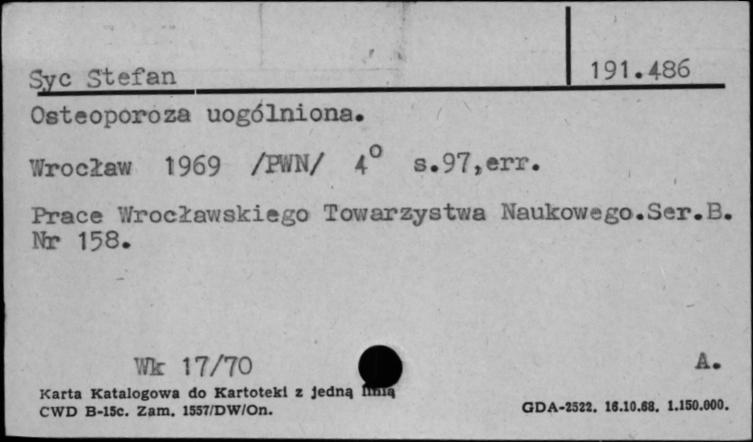 191.486
Syc Stefan
Osteoporoza uogólniona.
Wrocław 1969 /PWN/ 4° s.97,err.
Prace Wrocławskiego Towarzystwa Naukowego.Ser.B.
Nr 158.
Wk 17/70 A.
Karta Katalogowa do Kartoteki z jedną linią
CWD B-15c. Zam. 1557/DW/On. GDA-2522. 16.10.68. 1.150.000.